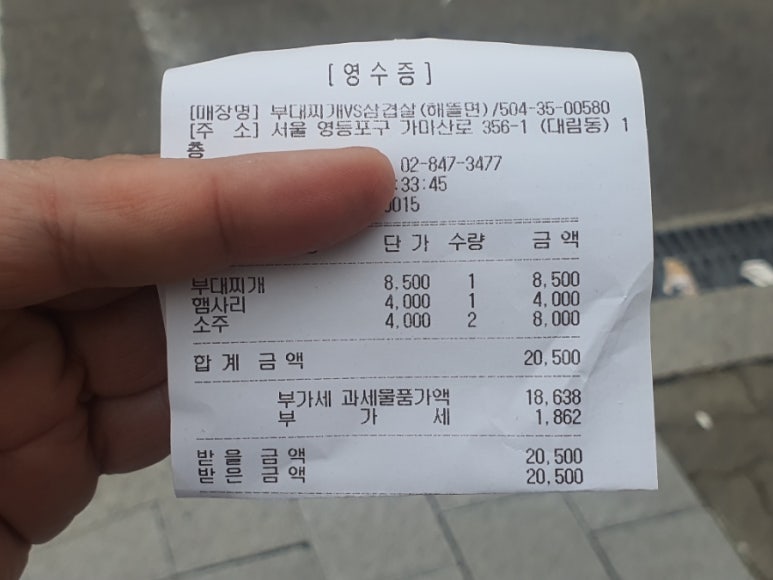 [영 수 증]
[매장명] 부대찌개VS삼겹살(해뜰면)/504-35-00580
[주 소] 서울 영등포구 가마산로 356-1 (대림동) 1
층
02-847-3477
:33:45
0015
단 가 수량 금 액
부대찌개 8,500 1 8,500
햄사리 4,000 1 4,000
소주 4,000 2 8,000
합 계 금 액 20,500
부가세 과세물품가액 18,638
부 가 세 1,862
받 을 금 액 20,500
받 은 금 액 20,500